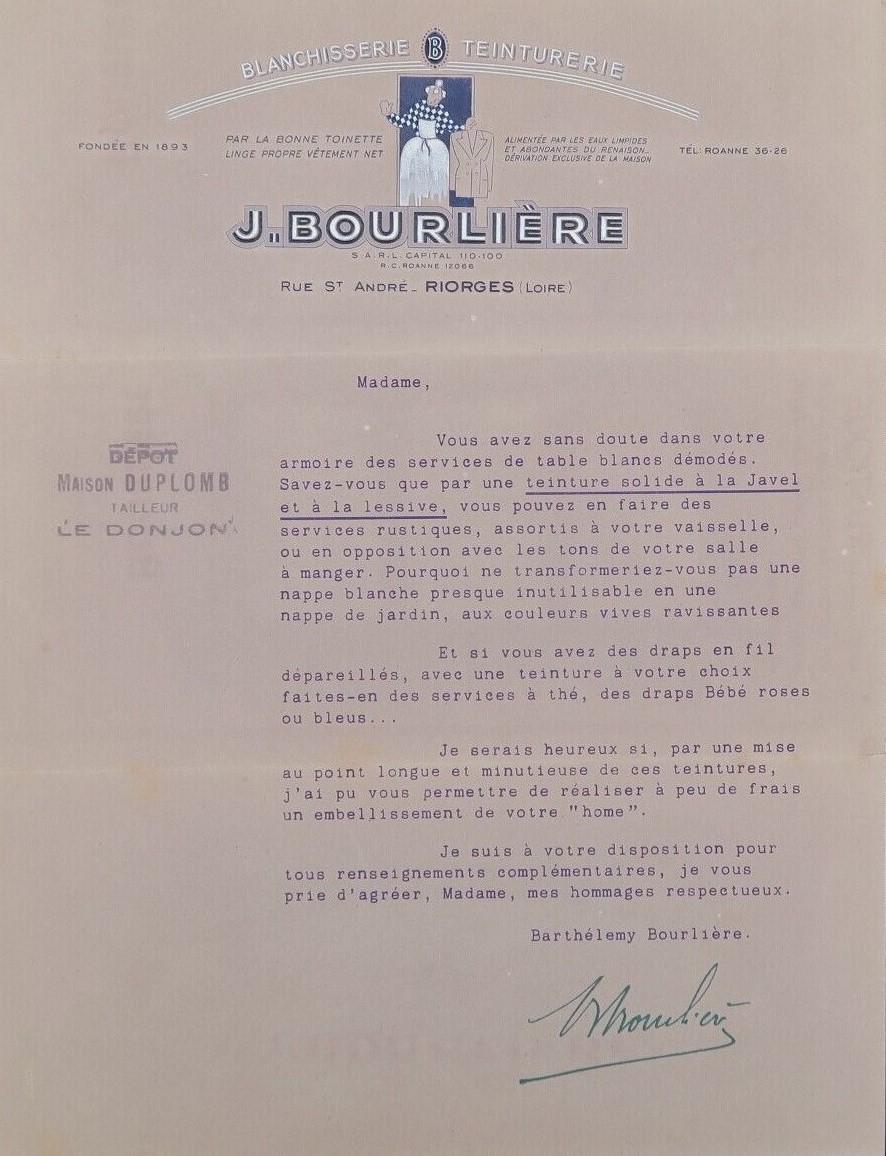 BLANCHISSERIE B TEINTURERIE
FONDÉE EN 1893
PAR LA BONNE TOINETTE
LINGE PROPRE VÊTEMENT NET
ALIMENTÉE PAR LES EAUX LIMPIDES
ET ABONDANTES DU RENAISON_
DÉRIVATION EXCLUSIVE DE LA MAISON
TÉL: ROANNE 36-26
J. BOURLIÈRE
S.A.R.L. CAPITAL 110.100
R.C. ROANNE 12066
RUE ST ANDRÉ_ RIORGES (LOIRE)
Madame,
DÉPOT
MAISON DUPLOMB
TAILLEUR
LE DONJON
Vous avez sans doute dans votre
armoire des services de table blancs démodés.
Savez-vous que par une teinture solide à la Javel
et à la lessive, vous pouvez en faire des
services rustiques, assortis à votre vaisselle,
ou en opposition avec les tons de votre salle
à manger. Pourquoi ne transformeriez-vous pas une
nappe blanche presque inutilisable en une
nappe de jardin, aux couleurs vives ravissantes
Et si vous avez des draps en fil
dépareillés, avec une teinture à votre choix
faites-en des services à thé, des draps Bébé roses
ou bleus...
Je serais heureux si, par une mise
au point longue et minutieuse de ces teintures,
j'ai pu vous permettre de réaliser à peu de frais
un embellissement de votre "home".
Je suis à votre disposition pour
tous renseignements complémentaires, je vous
prie d'agréer, Madame, mes hommages respectueux.
Barthélemy Bourlière.